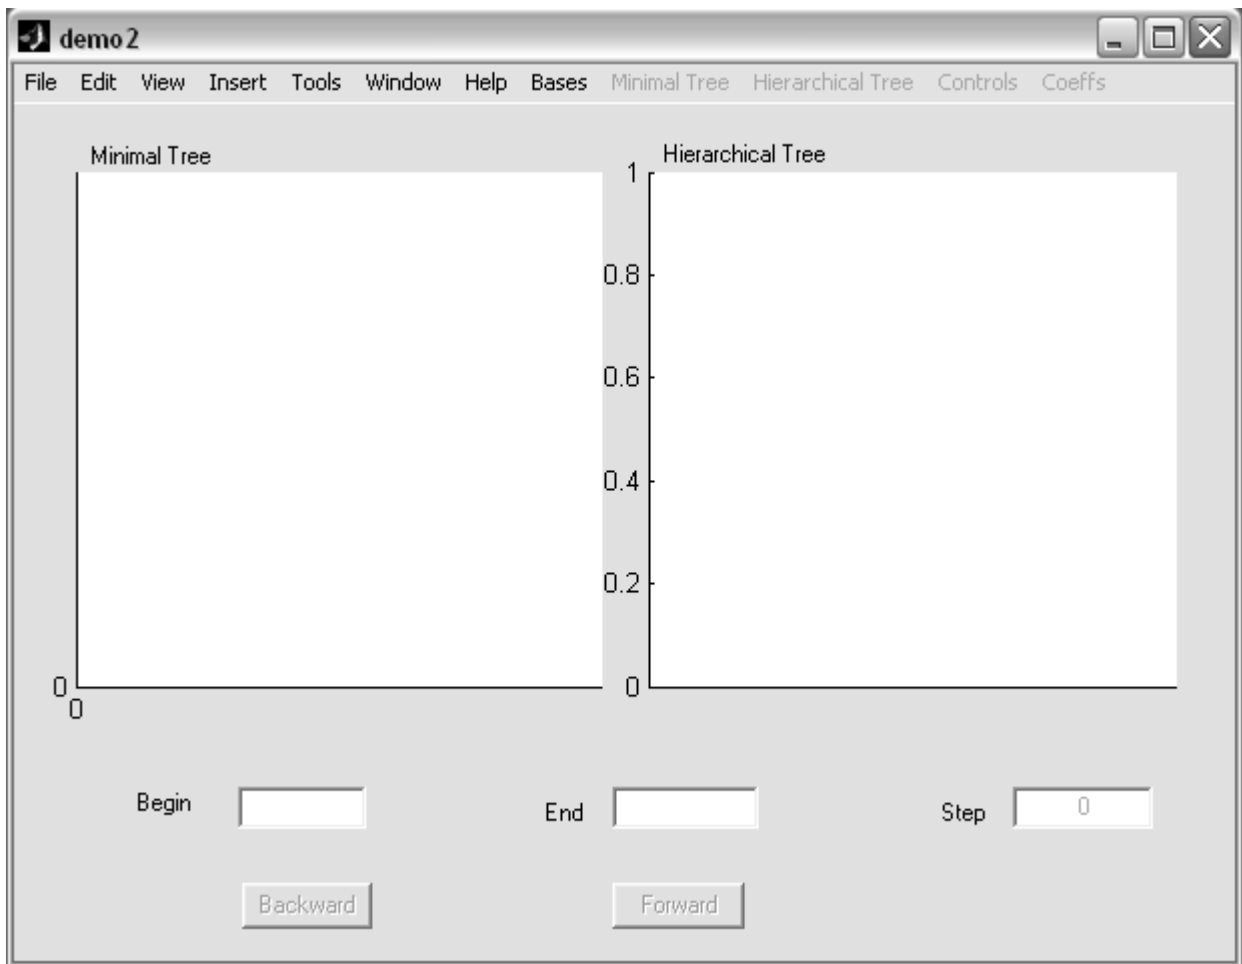 demo2
File Edit View Insert Tools Window Help Bases Minimal Tree Hierarchical Tree Controls Coeffs
Minimal Tree
0
0
Hierarchical Tree
1
0.8
0.6
0.4
0.2
0
Begin
End
Step 0
Backward
Forward